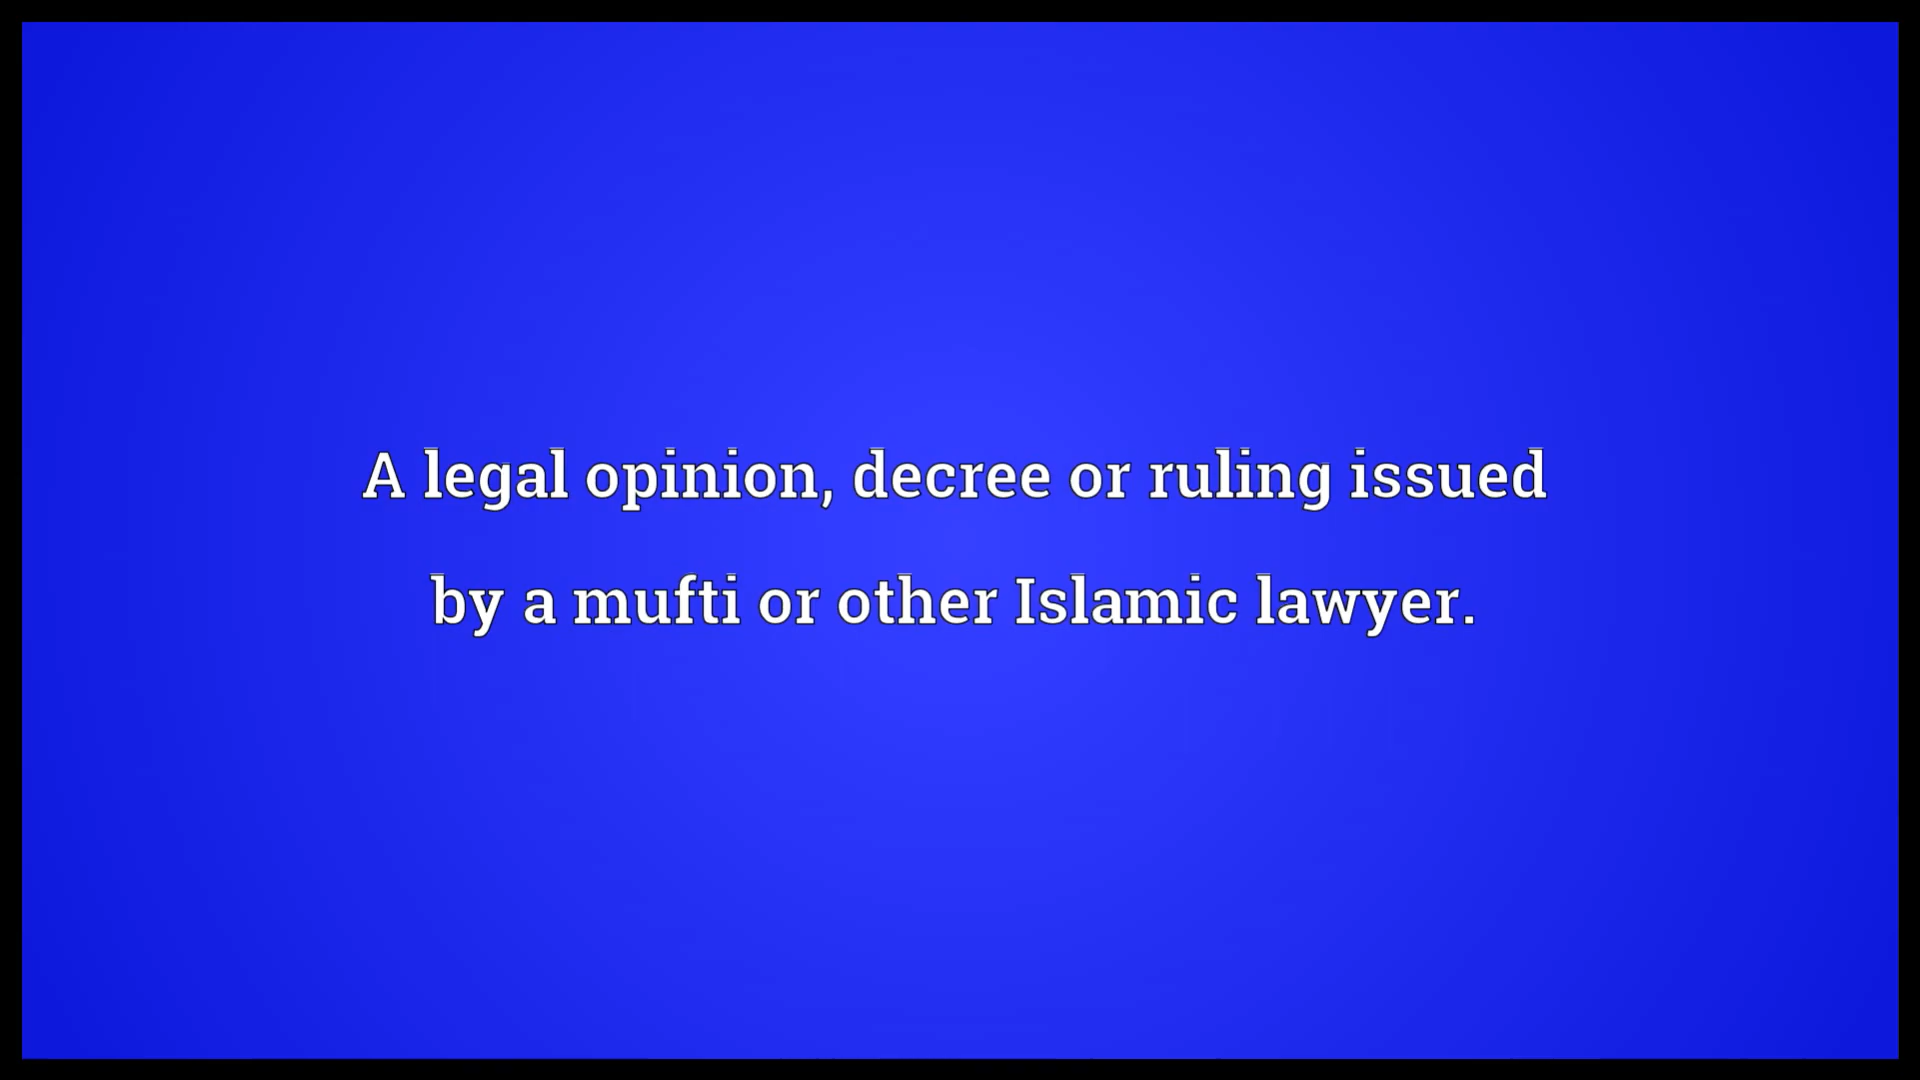 A legal opinion, decree or ruling issued
by a mufti or other Islamic lawyer.